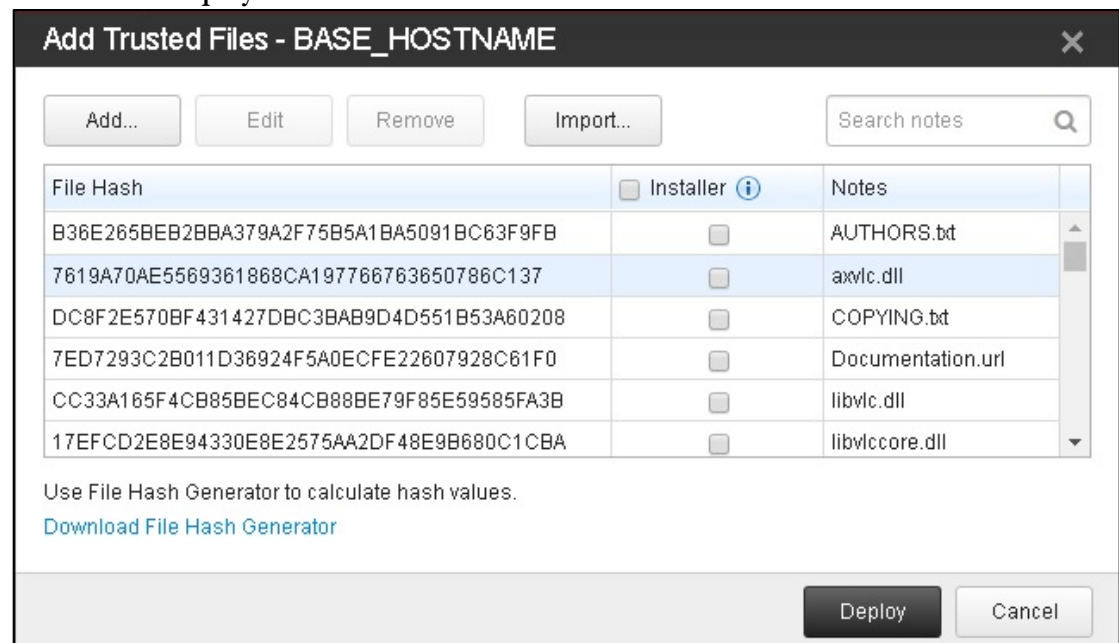 Add Trusted Files - BASE_HOSTNAME
Add... Edit Remove Import... Search notes
File Hash Installer Notes
B36E265BEB2BBA379A2F75B5A1BA5091BC63F9FB AUTHORS.txt
7619A70AE5569361868CA197766763650786C137 axvlc.dll
DC8F2E570BF431427DBC3BAB9D4D551B53A60208 COPYING.txt
7ED7293C2B011D36924F5A0ECFE22607928C61F0 Documentation.url
CC33A165F4CB85BEC84CB88BE79F85E59585FA3B libvlc.dll
17EFCD2E8E94330E8E2575AA2DF48E9B680C1CBA libvlccore.dll
Use File Hash Generator to calculate hash values.
Download File Hash Generator
Deploy Cancel